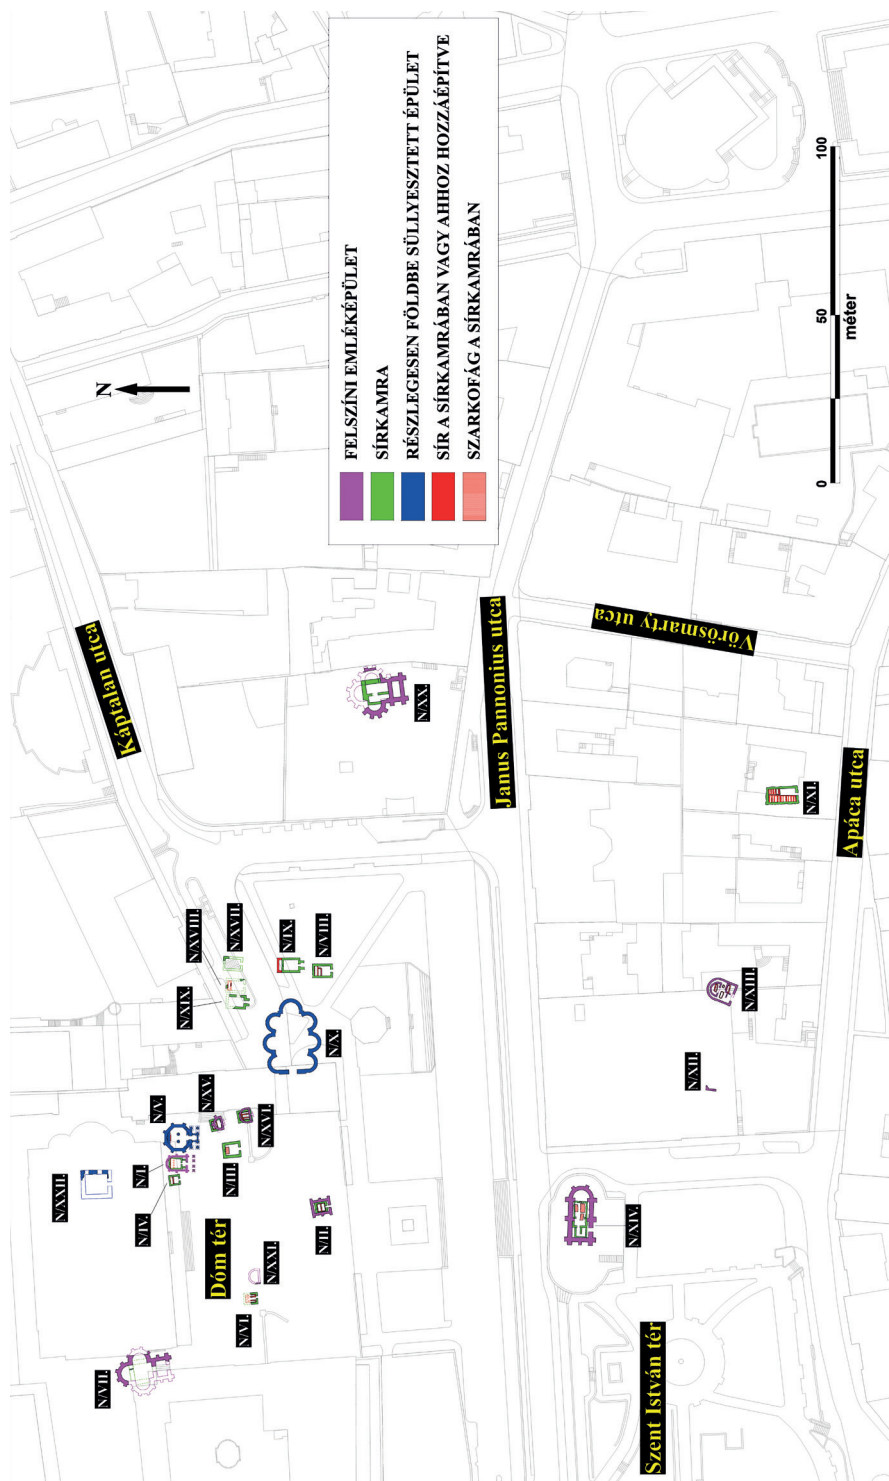 N
FELSZÍNI EMLÉKÉPÜLET
SÍRKAMRA
RÉSZLEGESEN FÖLDBE SÜLLYESZTETT ÉPÜLET
SÍR A SÍRKAMRÁBAN VAGY AHHOZ HOZZÁÉPÍTVE
SZARKOFÁG A SÍRKAMRÁBAN
0
50
100
méter
Káptalan utca
Janus Pannonius utca
Vörösmarty utca
Apáca utca
Dóm tér
Szent István tér
N/VII.
N/XXII.
N/IV.
N/I.
N/V.
N/XV.
N/XVI.
N/III.
N/II.
N/XXI.
N/VI.
N/XIX.
N/XVIII.
N/XVII.
N/IX.
N/VIII.
N/X.
N/XX.
N/XIV.
N/XII.
N/XIII.
N/XI.